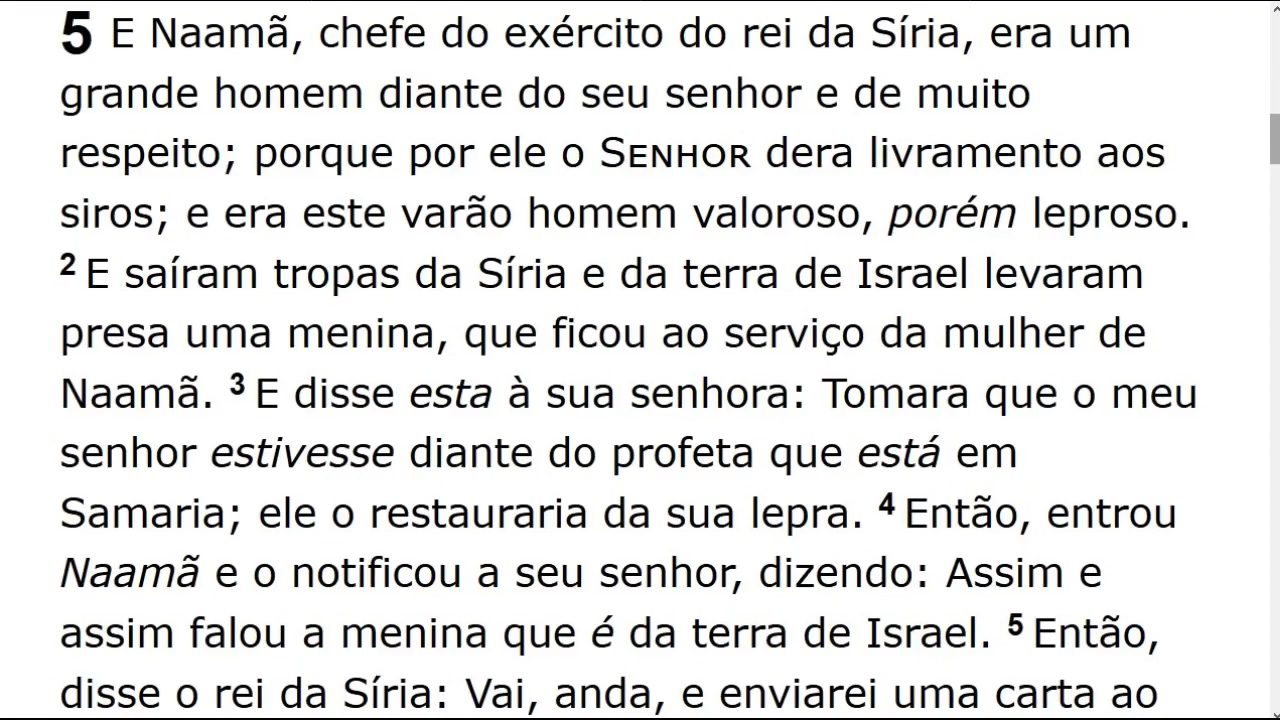 5 E Naamã, chefe do exército do rei da Síria, era um
grande homem diante do seu senhor e de muito
respeito; porque por ele o SENHOR dera livramento aos
siros; e era este varão homem valoroso, porém leproso.
2 E saíram tropas da Síria e da terra de Israel levaram
presa uma menina, que ficou ao serviço da mulher de
Naamã. 3 E disse esta à sua senhora: Tomara que o meu
senhor estivesse diante do profeta que está em
Samaria; ele o restauraria da sua lepra. 4 Então, entrou
Naamã e o notificou a seu senhor, dizendo: Assim e
assim falou a menina que é da terra de Israel. 5 Então,
disse o rei da Síria: Vai, anda, e enviarei uma carta ao